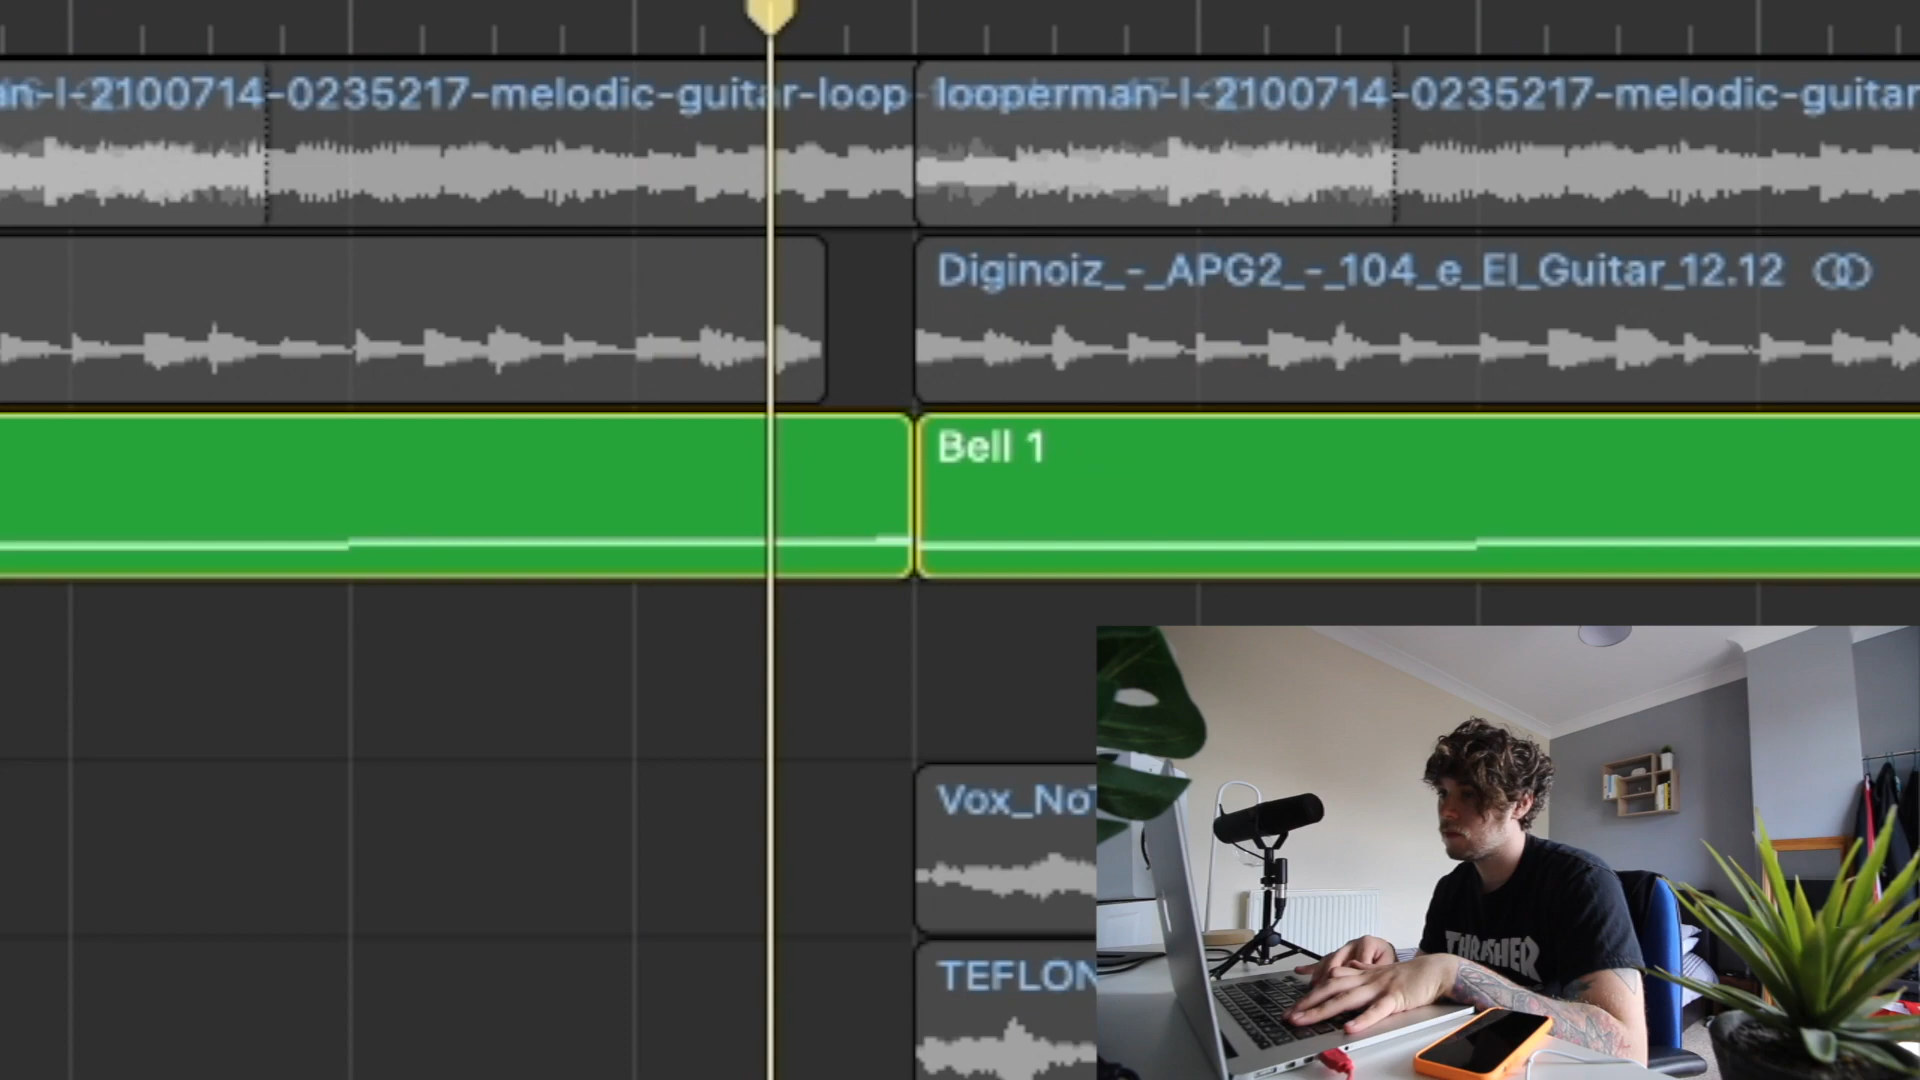 an-l-2100714-0235217-melodic-guitar-loop
looperman-l-2100714-0235217-melodic-guitar
Diginoiz_-_APG2_-_104_e_El_Guitar_12.12
Bell 1
Vox_No
TEFLON
THRASHER